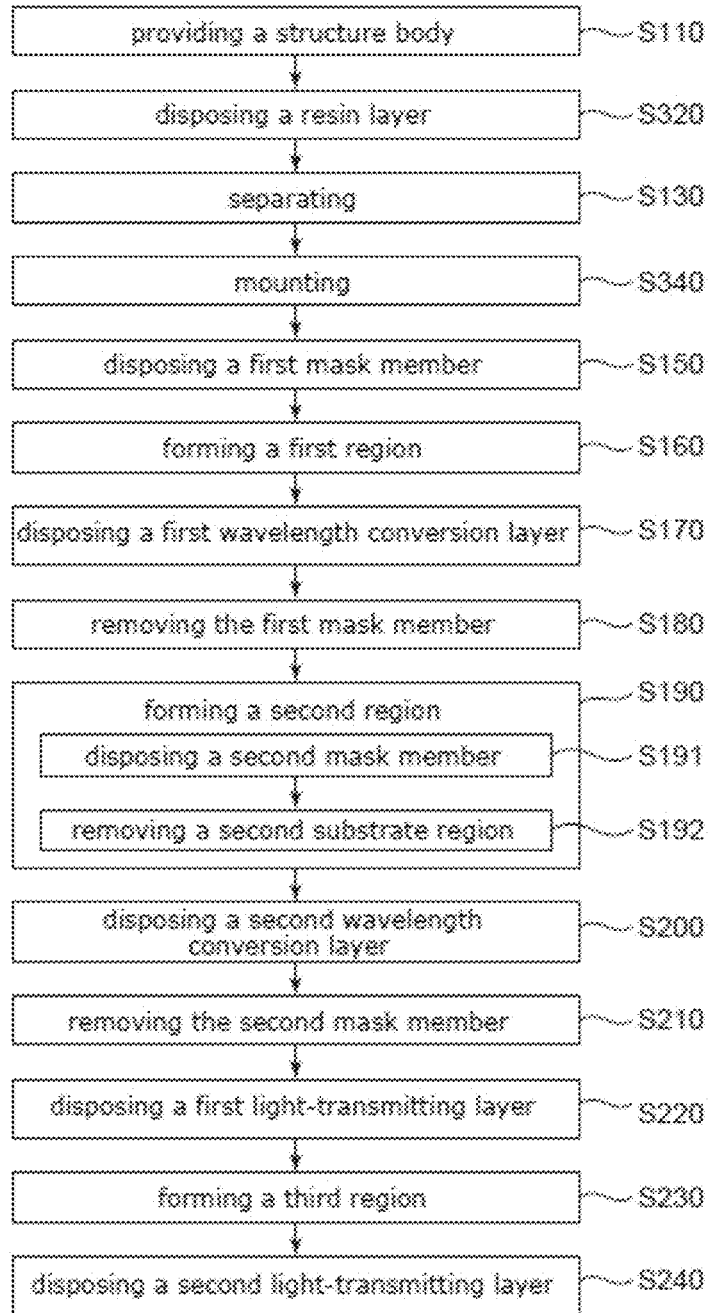 providing a structure body S110
disposing a resin layer S320
separating S130
mounting S340
disposing a first mask member S150
forming a first region S160
disposing a first wavelength conversion layer S170
removing the first mask member S180
forming a second region S190
disposing a second mask member S191
removing a second substrate region S192
disposing a second wavelength
conversion layer S200
removing the second mask member S210
disposing a first light-transmitting layer S220
forming a third region S230
disposing a second light-transmitting layer S240